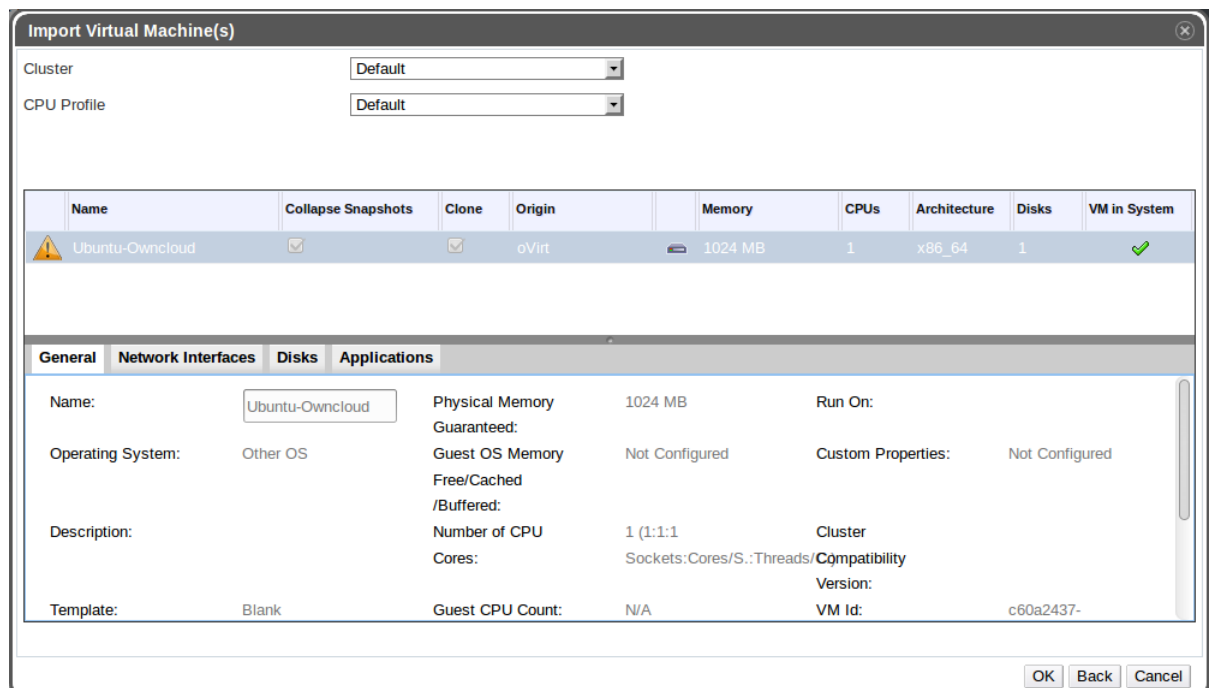 Import Virtual Machine(s)
Cluster Default
CPU Profile Default
Name Collapse Snapshots Clone Origin Memory CPUs Architecture Disks VM in System
Ubuntu-Owncloud oVirt 1024 MB 1 x86_64 1
General Network Interfaces Disks Applications
Name: Ubuntu-Owncloud Physical Memory Guaranteed: 1024 MB Run On:
Operating System: Other OS Guest OS Memory Free/Cached /Buffered: Not Configured Custom Properties: Not Configured
Description: Number of CPU Cores: 1 (1:1:1 Sockets:Cores/S.:Threads/ Cluster Compatibility Version:
Template: Blank Guest CPU Count: N/A VM Id: c60a2437-
OK Back Cancel